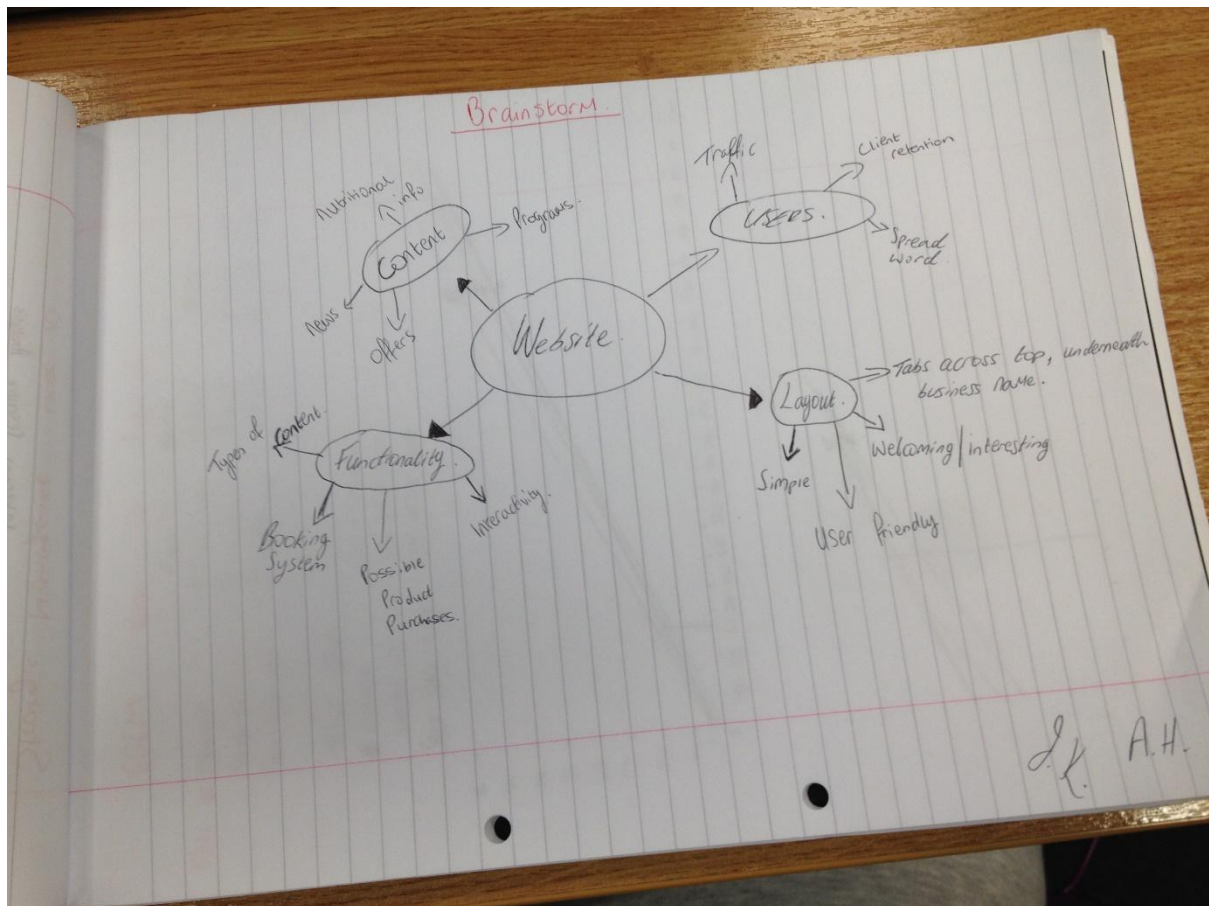 Brainstorm.
Traffic
Client
retention
Users.
Spread
word.
Nutritional
info
Programs.
Content
News
Offers
Website.
Tabs across top, underneath
business name.
Layout.
Welcoming/interesting
Simple
User friendly
Types of Content.
Functionality.
Interactivity.
Booking
System
Possible
Product
Purchases.
J.K. A.H.